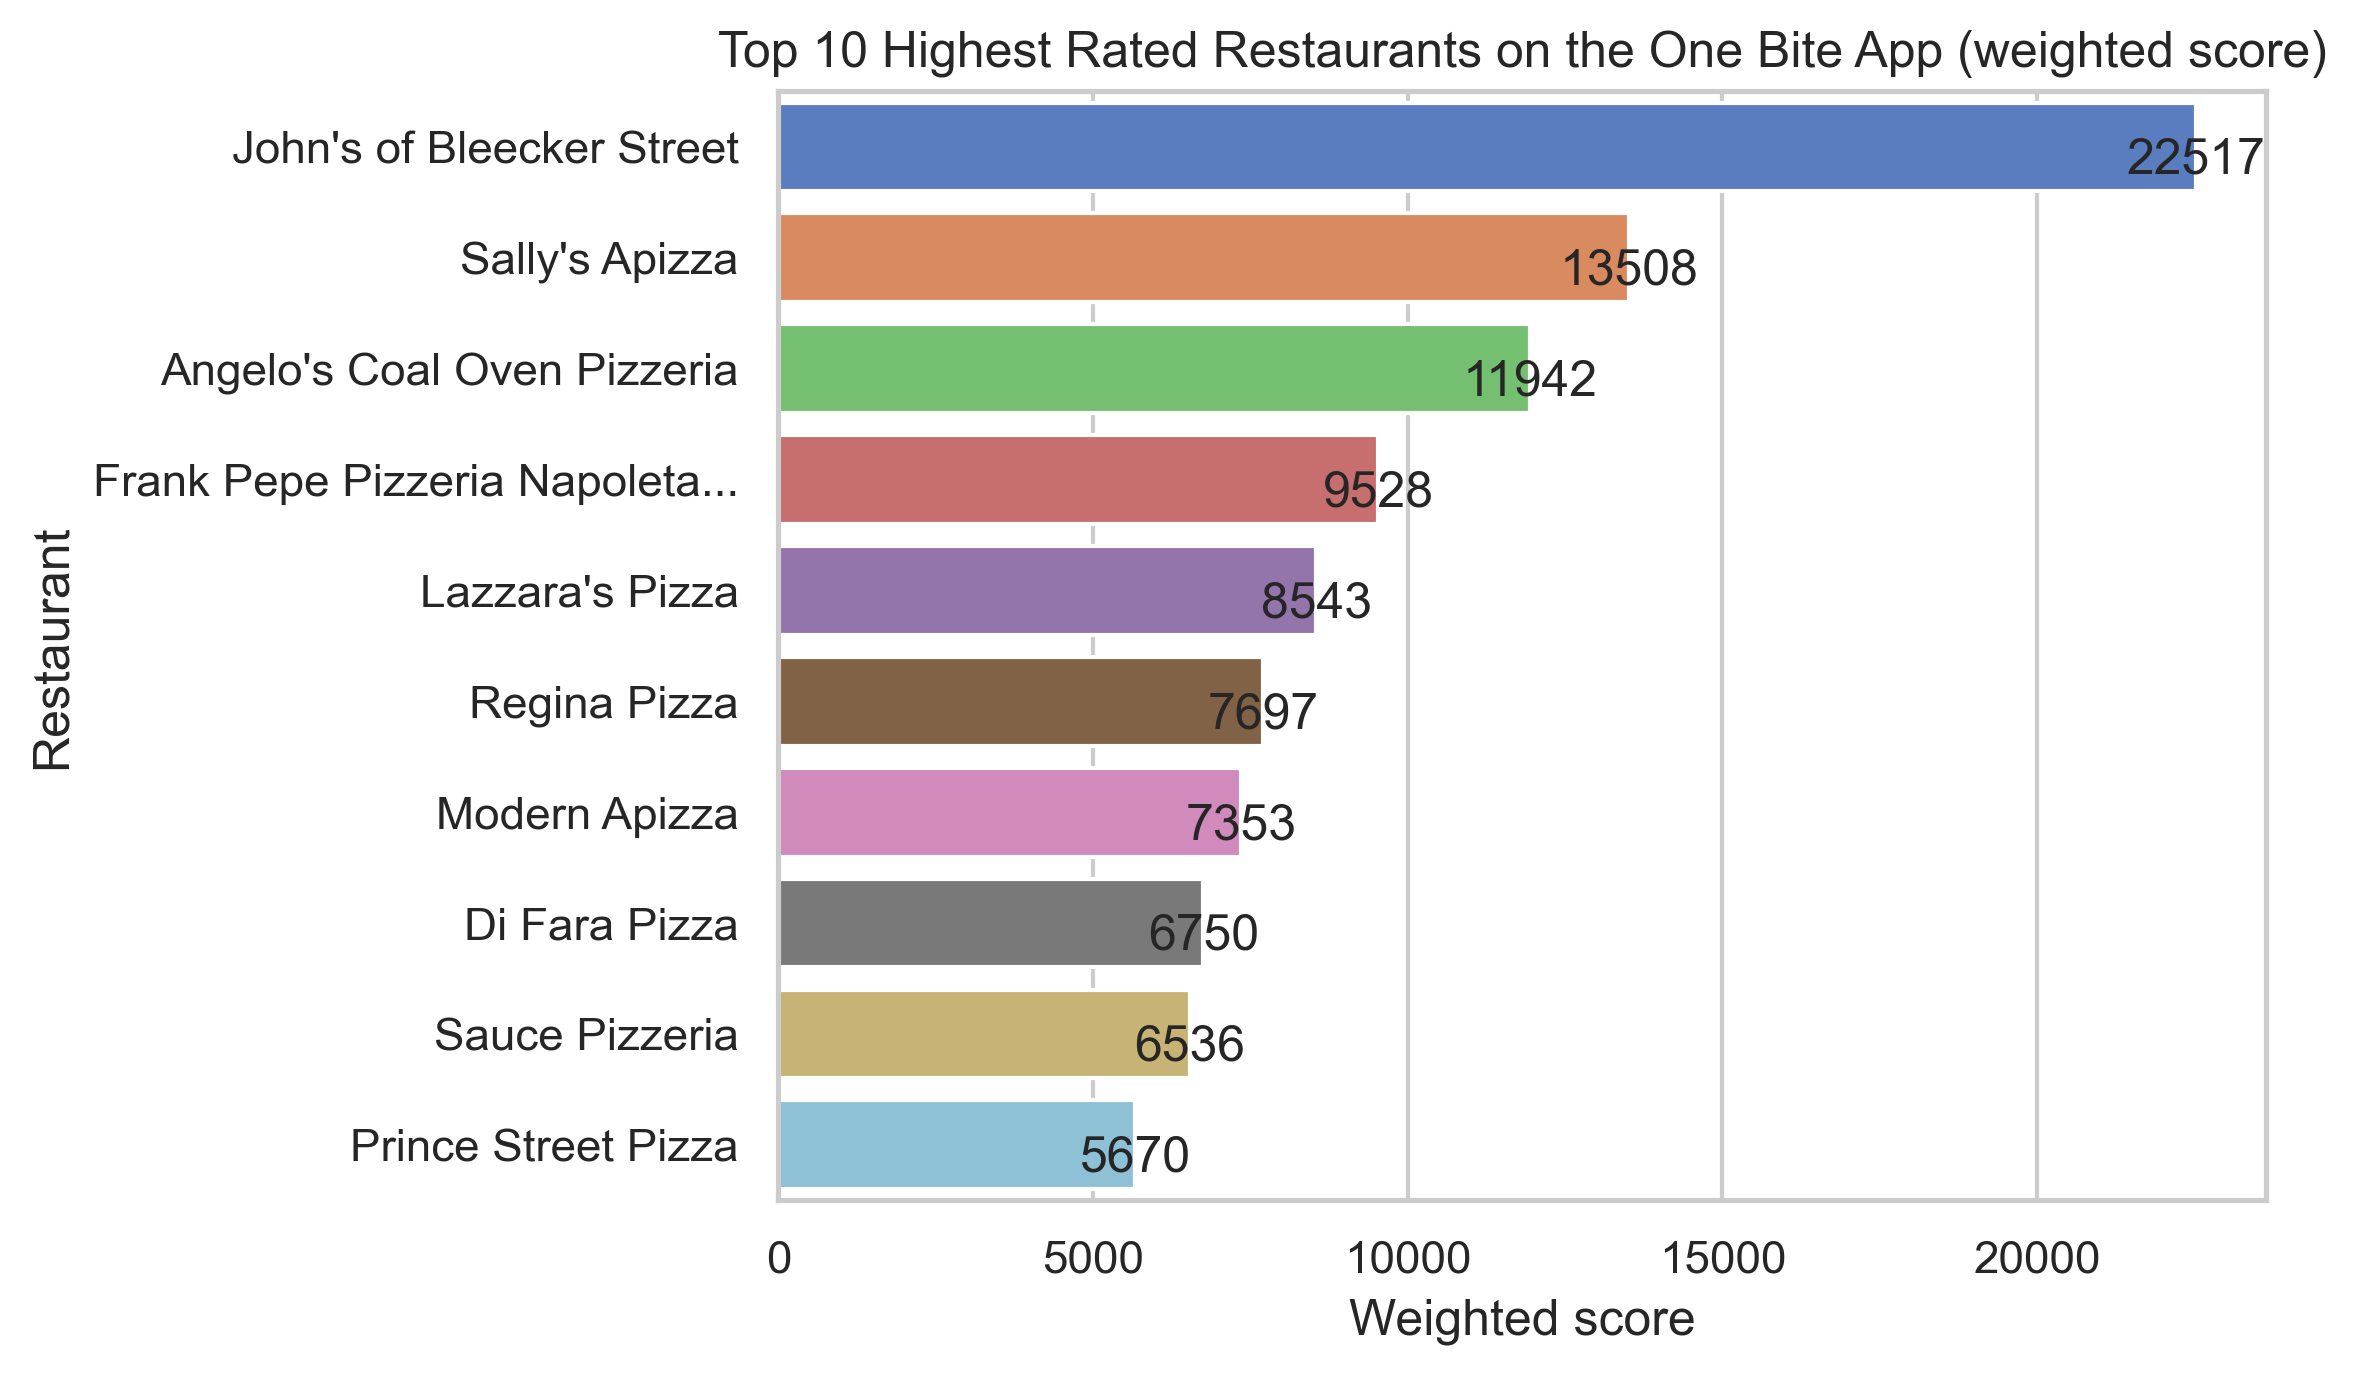 Top 10 Highest Rated Restaurants on the One Bite App (weighted score)
John's of Bleecker Street
22517
Sally's Apizza
13508
Angelo's Coal Oven Pizzeria
11942
Frank Pepe Pizzeria Napoleta...
9528
Lazzara's Pizza
8543
Regina Pizza
7697
Modern Apizza
7353
Di Fara Pizza
6750
Sauce Pizzeria
6536
Prince Street Pizza
5670
Restaurant
0 5000 10000 15000 20000
Weighted score